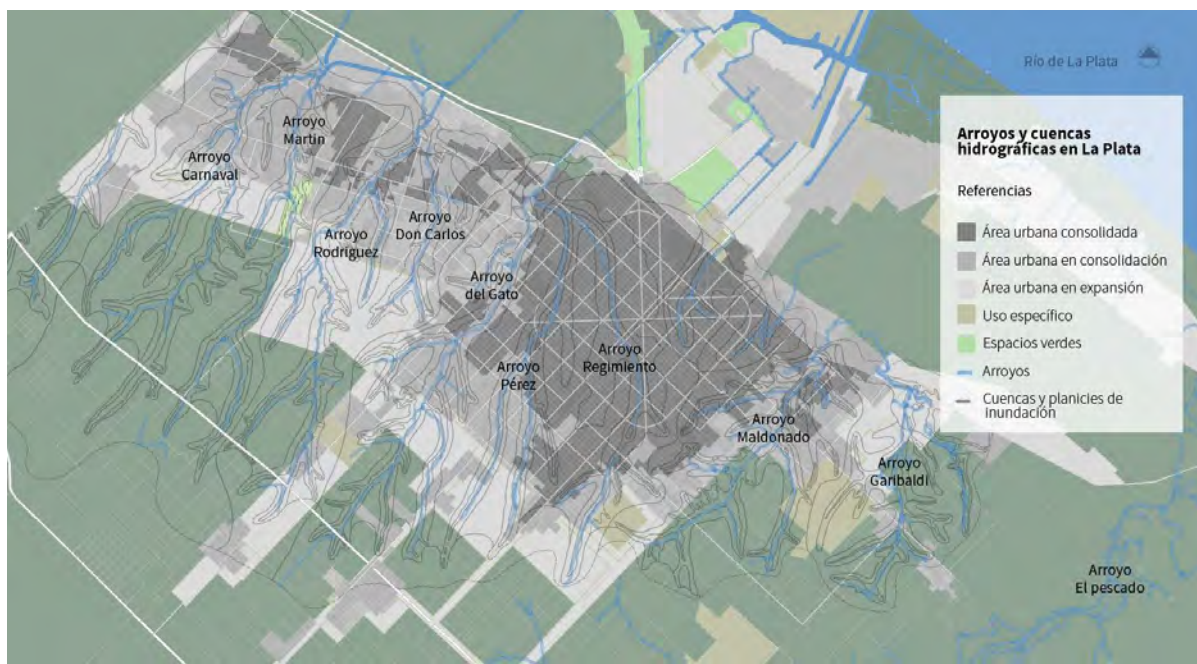 Río de La Plata
Arroyos y cuencas
hidrográficas en La Plata
Referencias
Área urbana consolidada
Área urbana en consolidación
Área urbana en expansión
Uso específico
Espacios verdes
Arroyos
Cuencas y planicies de
inundación
Arroyo
Martín
Arroyo
Carnaval
Arroyo
Rodríguez
Arroyo
Don Carlos
Arroyo
del Gato
Arroyo
Pérez
Arroyo
Regimiento
Arroyo
Maldonado
Arroyo
Garibaldi
Arroyo
El pescado